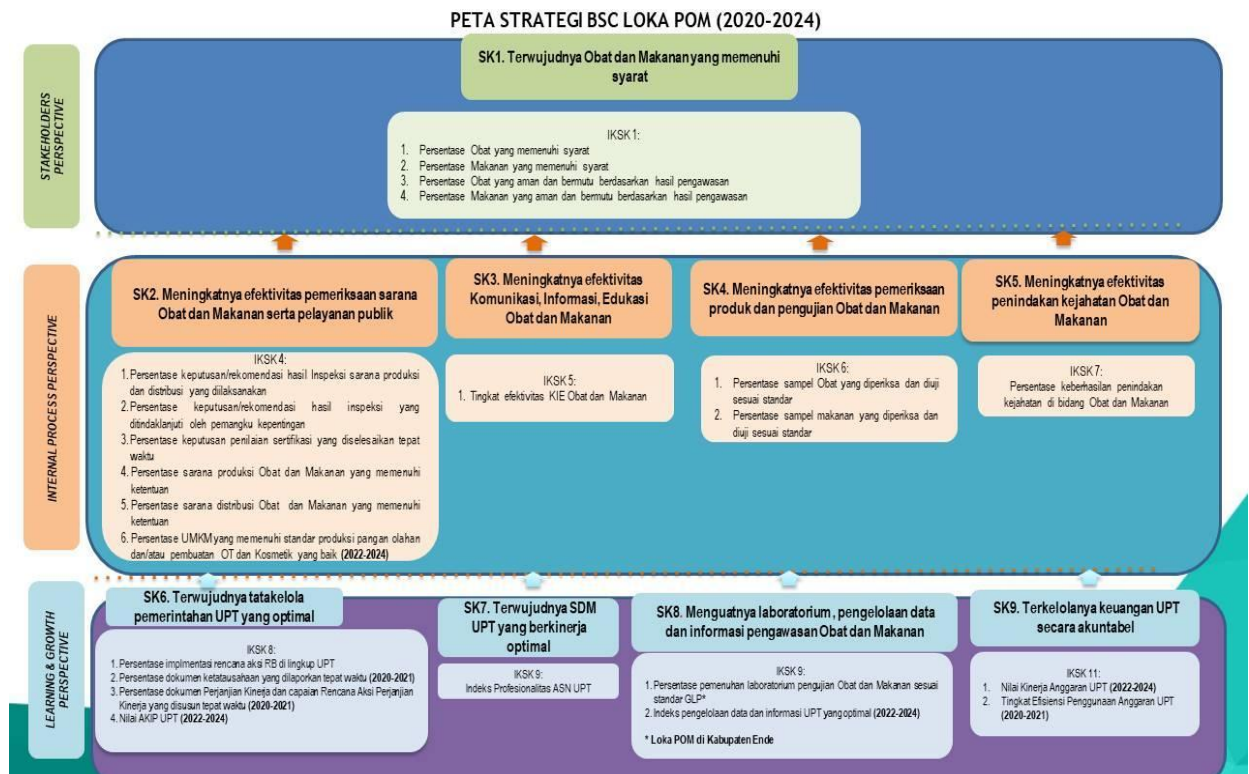 PETA STRATEGI BSC LOKA POM (2020-2024)
STAKEHOLDERS
PERSPECTIVE
SK1. Terwujudnya Obat dan Makanan yang memenuhi
syarat
IKSK 1:
1. Persentase Obat yang memenuhi syarat
2. Persentase Makanan yang memenuhi syarat
3. Persentase Obat yang aman dan bermutu berdasarkan hasil pengawasan
4. Persentase Makanan yang aman dan bermutu berdasarkan hasil pengawasan
INTERNAL PROCESS PERSPECTIVE
SK2. Meningkatnya efektivitas pemeriksaan sarana
Obat dan Makanan serta pelayanan publik
IKSK 4:
1. Persentase keputusan/rekomendasi hasil Inspeksi sarana produksi
dan distribusi yang dilaksanakan
2. Persentase keputusan/rekomendasi hasil inspeksi yang
ditindaklanjuti oleh pemangku kepentingan
3. Persentase keputusan penilaian sertifikasi yang diselesaikan tepat
waktu
4. Persentase sarana produksi Obat dan Makanan yang memenuhi
ketentuan
5. Persentase sarana distribusi Obat dan Makanan yang memenuhi
ketentuan
6. Persentase UMKM yang memenuhi standar produksi pangan olahan
dan/atau pembuatan OT dan Kosmetik yang baik (2022-2024)
SK3. Meningkatnya efektivitas
Komunikasi, Informasi, Edukasi
Obat dan Makanan
IKSK 5:
1. Tingkat efektivitas KIE Obat dan Makanan
SK4. Meningkatnya efektivitas pemeriksaan
produk dan pengujian Obat dan Makanan
IKSK 6:
1. Persentase sampel Obat yang diperiksa dan diuji
sesuai standar
2. Persentase sampel makanan yang diperiksa dan
diuji sesuai standar
SK5. Meningkatnya efektivitas
penindakan kejahatan Obat dan
Makanan
IKSK 7:
Persentase keberhasilan penindakan
kejahatan di bidang Obat dan Makanan
LEARNING & GROWTH
PERSPECTIVE
SK6. Terwujudnya tatakelola
pemerintahan UPT yang optimal
IKSK 8:
1. Persentase implmentasi rencana aksi RB di lingkup UPT
2. Persentase dokumen ketatausahaan yang dilaporkan tepat waktu (2020-2021)
3. Persentase dokumen Perjanjian Kinerja dan capaian Rencana Aksi Perjanjian
Kinerja yang disusun tepat waktu (2020-2021)
4. Nilai AKIP UPT (2022-2024)
SK7. Terwujudnya SDM
UPT yang berkinerja
optimal
IKSK 9:
Indeks Profesionalitas ASN UPT
SK8. Menguatnya laboratorium, pengelolaan data
dan informasi pengawasan Obat dan Makanan
IKSK 9:
1. Persentase pemenuhan laboratorium pengujian Obat dan Makanan sesuai
standar GLP*
2. Indeks pengelolaan data dan informasi UPT yang optimal (2022-2024)
* Loka POM di Kabupaten Ende
SK9. Terkelolanya keuangan UPT
secara akuntabel
IKSK 11:
1. Nilai Kinerja Anggaran UPT (2022-2024)
2. Tingkat Efisiensi Penggunaan Anggaran UPT
(2020-2021)